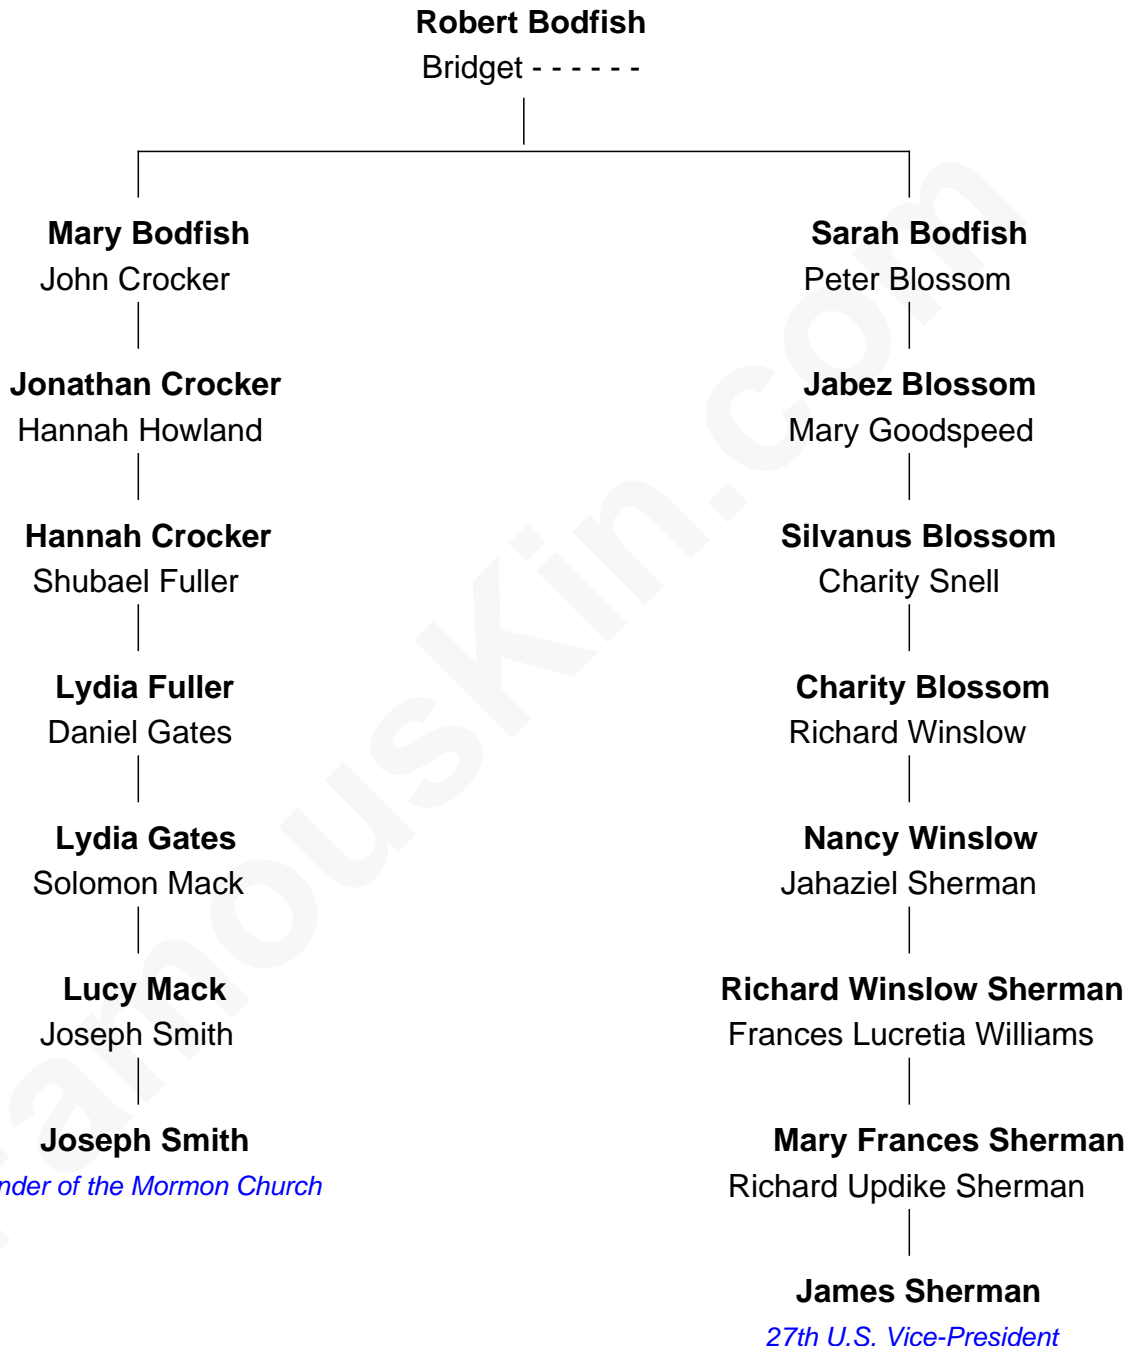 Robert Bodfish
Bridget - - - - - -
Mary Bodfish
John Crocker
Sarah Bodfish
Peter Blossom
Jonathan Crocker
Hannah Howland
Jabez Blossom
Mary Goodspeed
Hannah Crocker
Shubael Fuller
Silvanus Blossom
Charity Snell
Lydia Fuller
Daniel Gates
Charity Blossom
Richard Winslow
Lydia Gates
Solomon Mack
Nancy Winslow
Jahaziel Sherman
Lucy Mack
Joseph Smith
Richard Winslow Sherman
Frances Lucretia Williams
Joseph Smith
nder of the Mormon Church
Mary Frances Sherman
Richard Updike Sherman
James Sherman
27th U.S. Vice-President
FamousKin.com